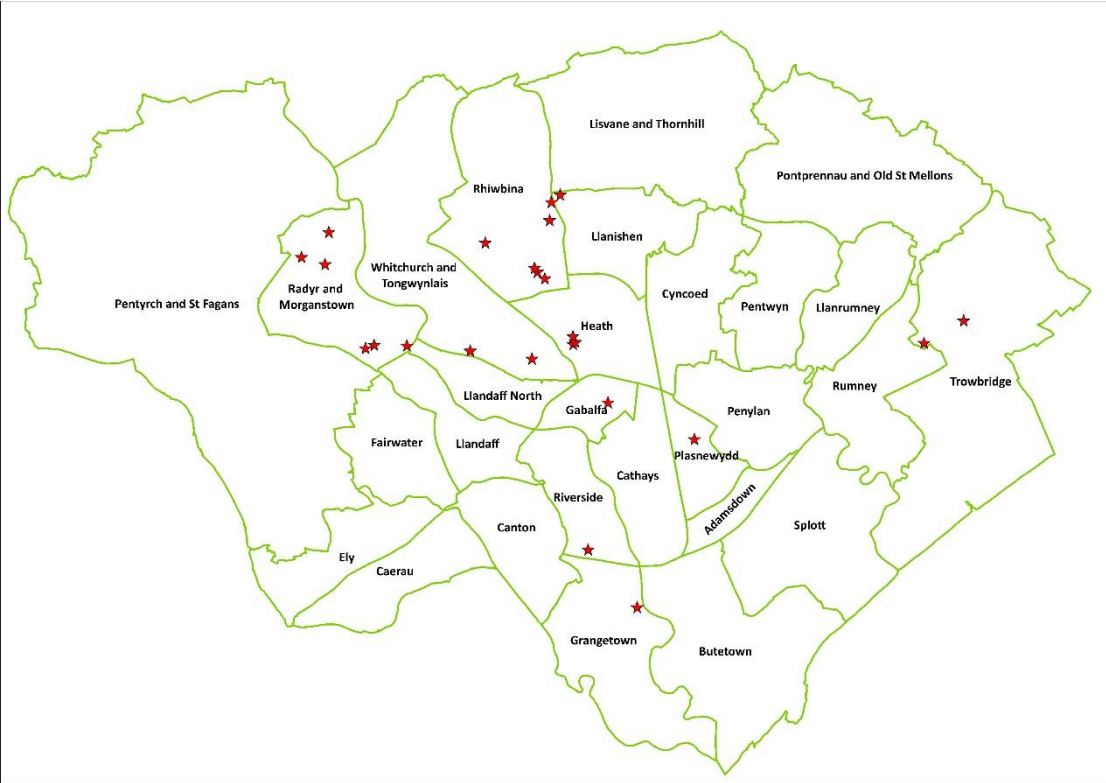 Lisvane and Thornhill
Pontprennau and Old St Mellons
Rhiwbina
Llanishen
Whitchurch and
Tongwynlais
Radyr and
Morganstown
Pentyrch and St Fagans
Cyncoed
Pentwyn
Llanrumney
Heath
Trowbridge
Rumney
Llandaff North
Gabalfa
Penylan
Fairwater
Llandaff
Plasnewydd
Cathays
Riverside
Adamsdown
Canton
Splott
Ely
Caerau
Grangetown
Butetown